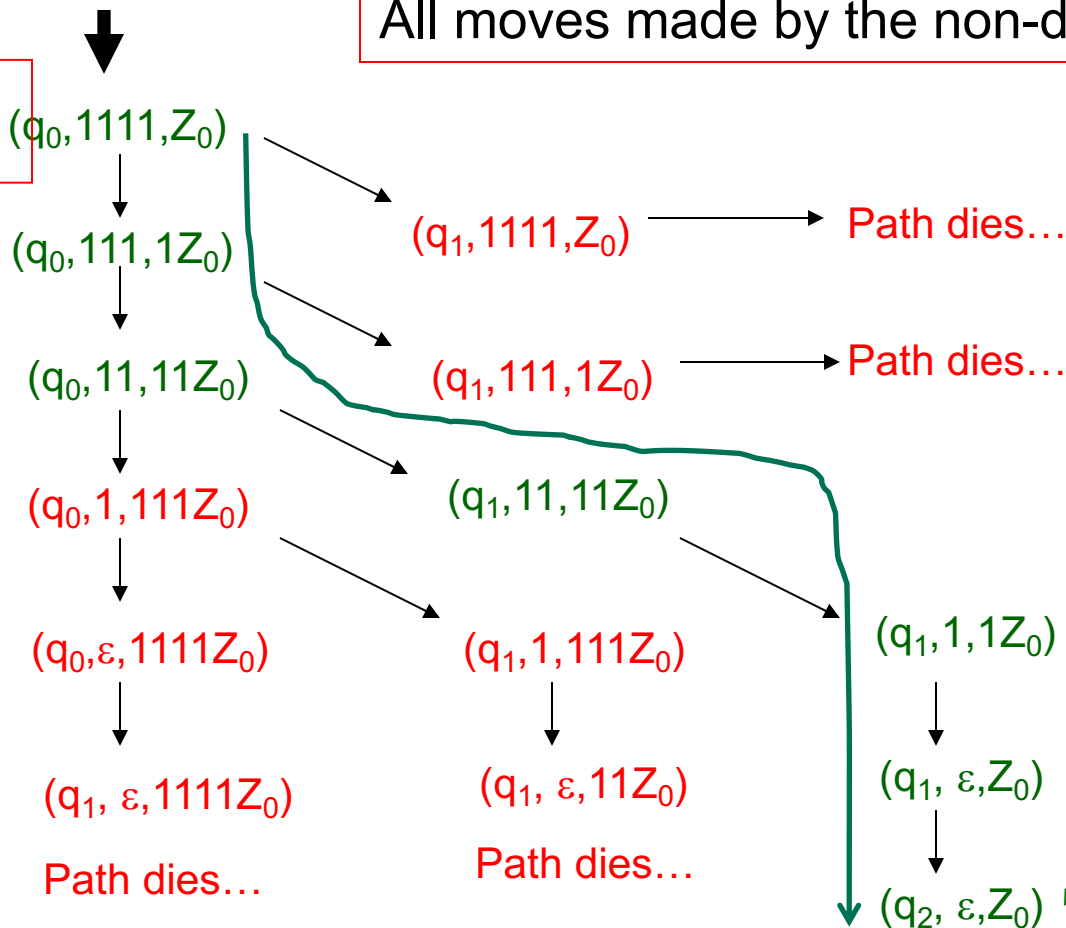 All moves made by the non-d
(q₀,1111,Z₀)
(q₁,1111,Z₀)
Path dies…
(q₀,111,1Z₀)
(q₁,111,1Z₀)
Path dies…
(q₀,11,11Z₀)
(q₁,11,11Z₀)
(q₀,1,111Z₀)
(q₁,1,111Z₀)
(q₁,1,1Z₀)
(q₀,ε,1111Z₀)
(q₁, ε,1111Z₀)
(q₁, ε,11Z₀)
(q₁, ε,Z₀)
Path dies…
Path dies…
(q₂, ε,Z₀)